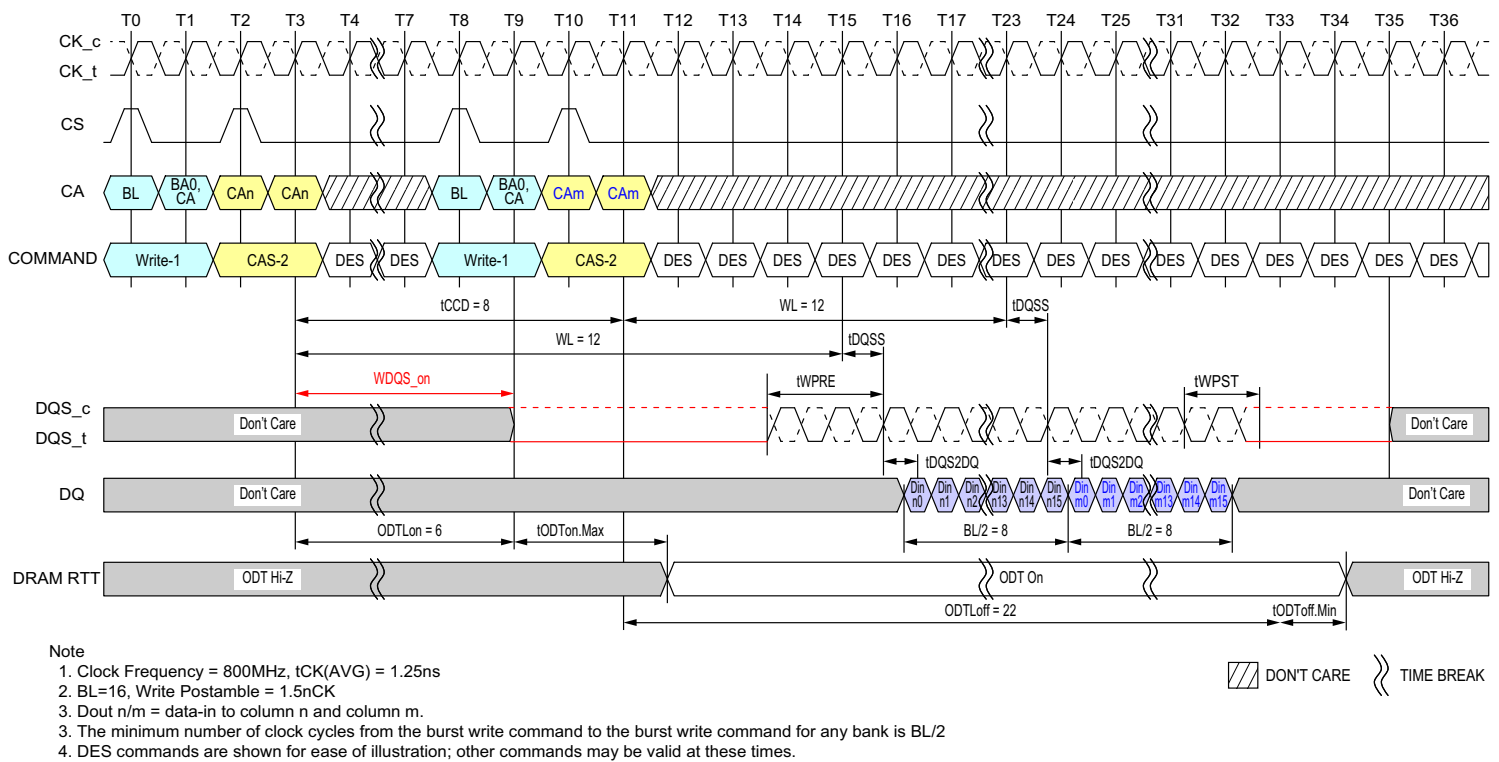 T0 T1 T2 T3 T4 T7 T8 T9 T10 T11 T12 T13 T14 T15 T16 T17 T23 T24 T25 T31 T32 T33 T34 T35 T36
CK_c
CK_t
CS
CA BL BA0, CA CAn CAn BL BA0, CA CAm CAm
COMMAND Write-1 CAS-2 DES DES Write-1 CAS-2 DES DES DES DES DES DES DES DES DES DES DES DES DES DES DES
tCCD = 8 WL = 12 tDQSS
WL = 12 tDQSS
WDQS_on tWPRE tWPST
DQS_c
Don't Care Don't Care
DQS_t
tDQS2DQ tDQS2DQ
DQ Don't Care Din n0 Din n1 Din n2 Din n13 Din n14 Din n15 Din m0 Din m1 Din m2 Din m13 Din m14 Din m15 Don't Care
ODTLon = 6 tODTon.Max BL/2 = 8 BL/2 = 8
DRAM RTT ODT Hi-Z ODT On ODT Hi-Z
ODTLoff = 22 tODToff.Min
Note
1. Clock Frequency = 800MHz, tCK(AVG) = 1.25ns
2. BL=16, Write Postamble = 1.5nCK
3. Dout n/m = data-in to column n and column m.
3. The minimum number of clock cycles from the burst write command to the burst write command for any bank is BL/2
4. DES commands are shown for ease of illustration; other commands may be valid at these times.
DON'T CARE TIME BREAK